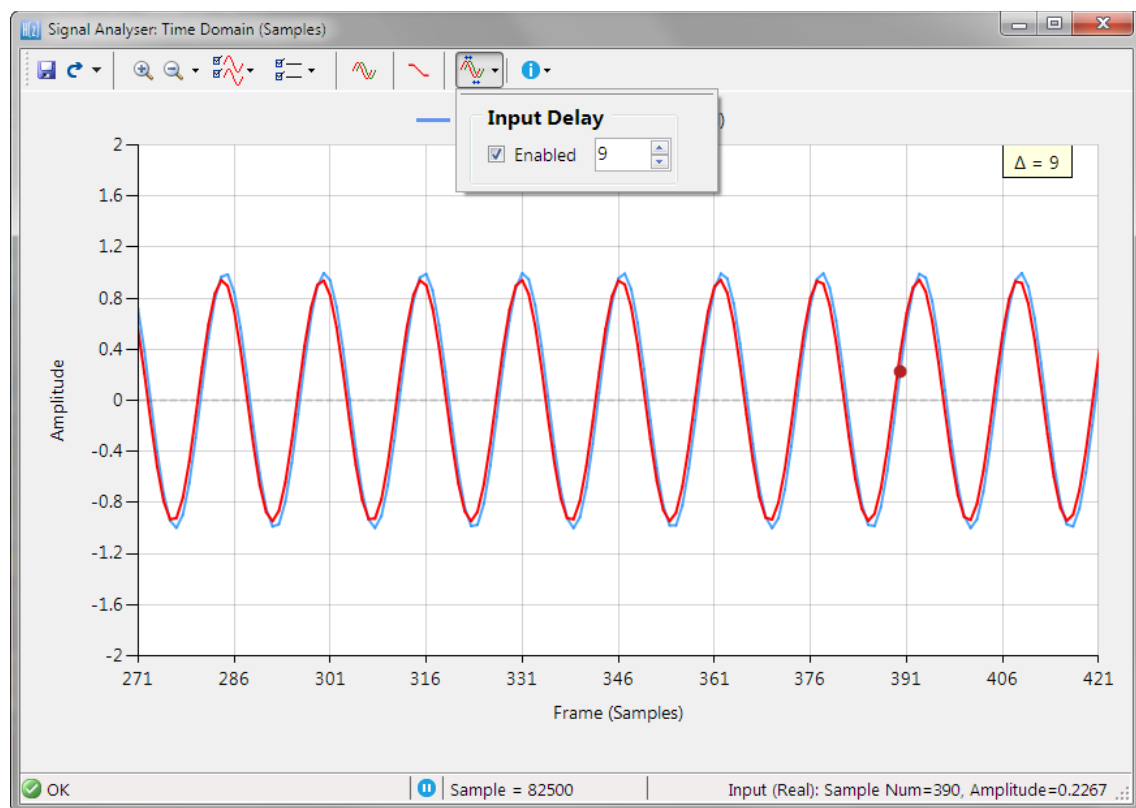 Signal Analyser: Time Domain (Samples)
Input Delay
Enabled 9
)
Δ = 9
2
1.6
1.2
0.8
0.4
0
-0.4
-0.8
-1.2
-1.6
-2
Amplitude
271 286 301 316 331 346 361 376 391 406 421
Frame (Samples)
OK Sample = 82500 Input (Real): Sample Num=390, Amplitude=0.2267